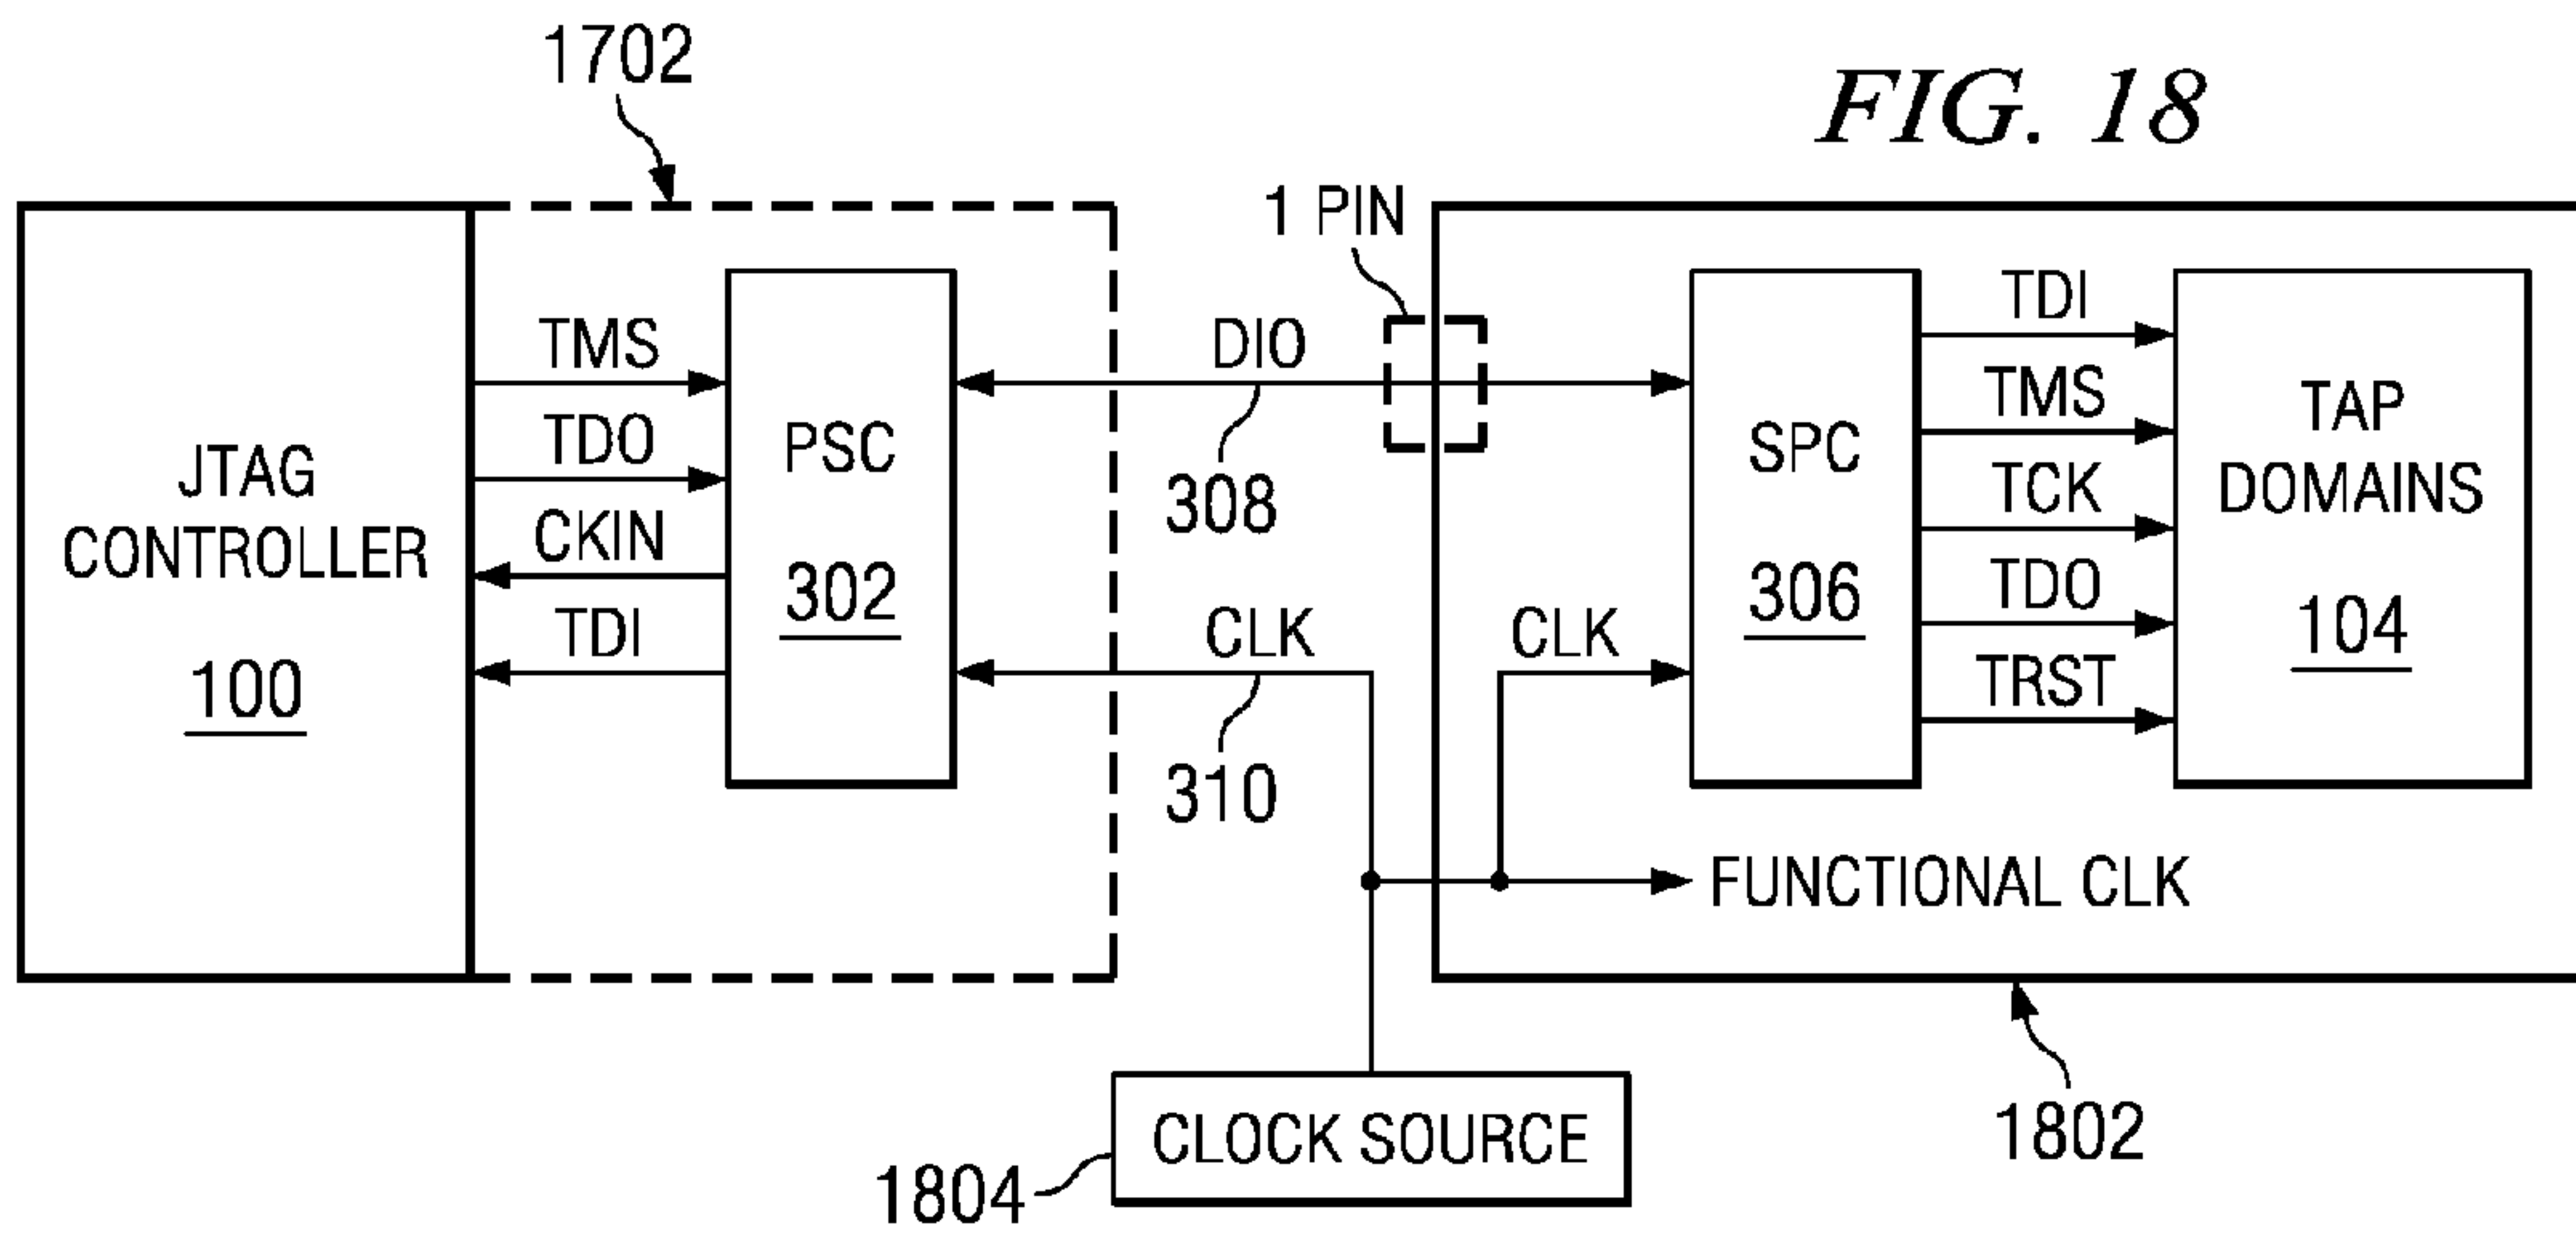 1702
FIG. 18
1 PIN
JTAG
CONTROLLER
100
TMS
TDO
CKIN
TDI
PSC
302
DIO
308
CLK
310
CLK
SPC
306
TDI
TMS
TCK
TDO
TRST
TAP
DOMAINS
104
FUNCTIONAL CLK
CLOCK SOURCE
1804
1802